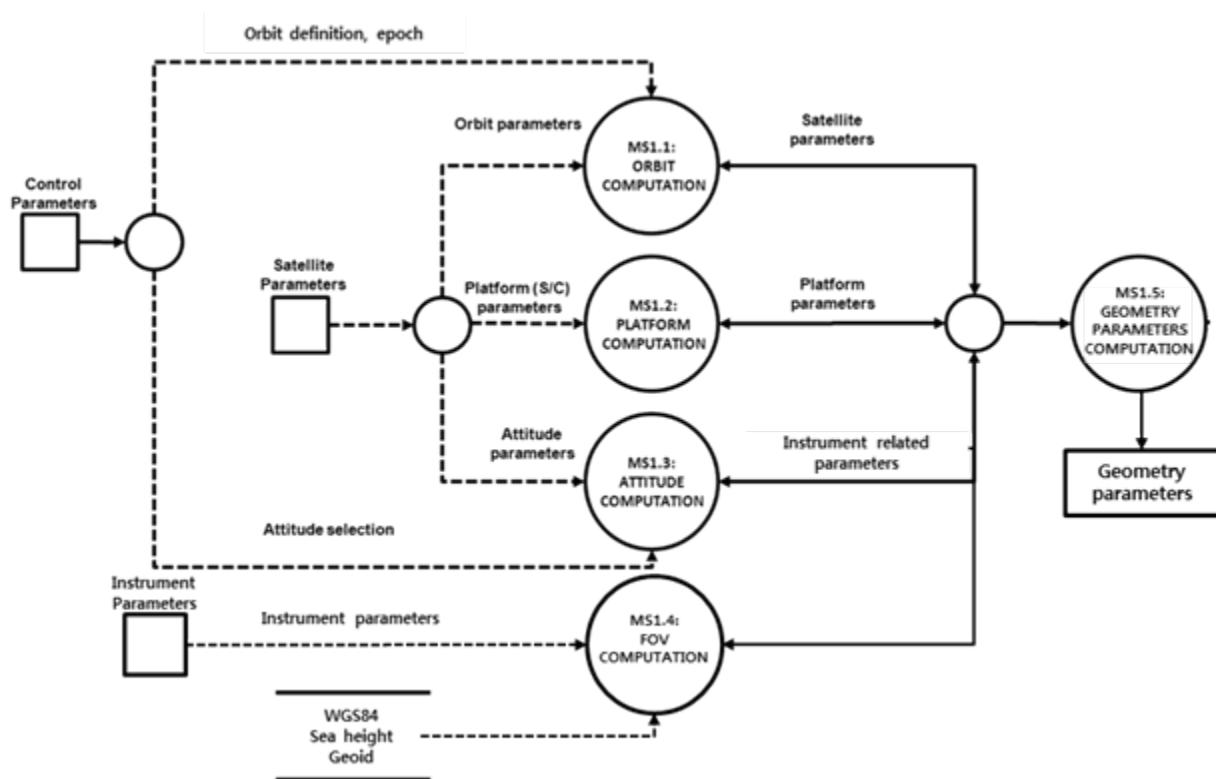 Orbit definition, epoch
Orbit parameters
MS1.1:
ORBIT
COMPUTATION
Satellite
parameters
Control
Parameters
Satellite
Parameters
Platform (S/C)
parameters
MS1.2:
PLATFORM
COMPUTATION
Platform
parameters
MS1.5:
GEOMETRY
PARAMETERS
COMPUTATION
Attitude
parameters
MS1.3:
ATTITUDE
COMPUTATION
Instrument related
parameters
Geometry
parameters
Attitude selection
Instrument
Parameters
Instrument parameters
MS1.4:
FOV
COMPUTATION
WGS84
Sea height
Geoid